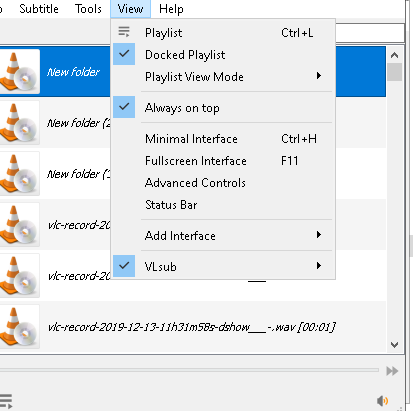 Subtitle Tools View Help
Playlist Ctrl+L
New folder
Docked Playlist
Playlist View Mode
New folder (
Always on top
Minimal Interface Ctrl+H
Fullscreen Interface F11
New folder (
Advanced Controls
Status Bar
vlc-record-20
Add Interface
VLsub
vlc-record-20
vlc-record-2019-12-13-11h31m58s-dshow___-.wav [00:01]